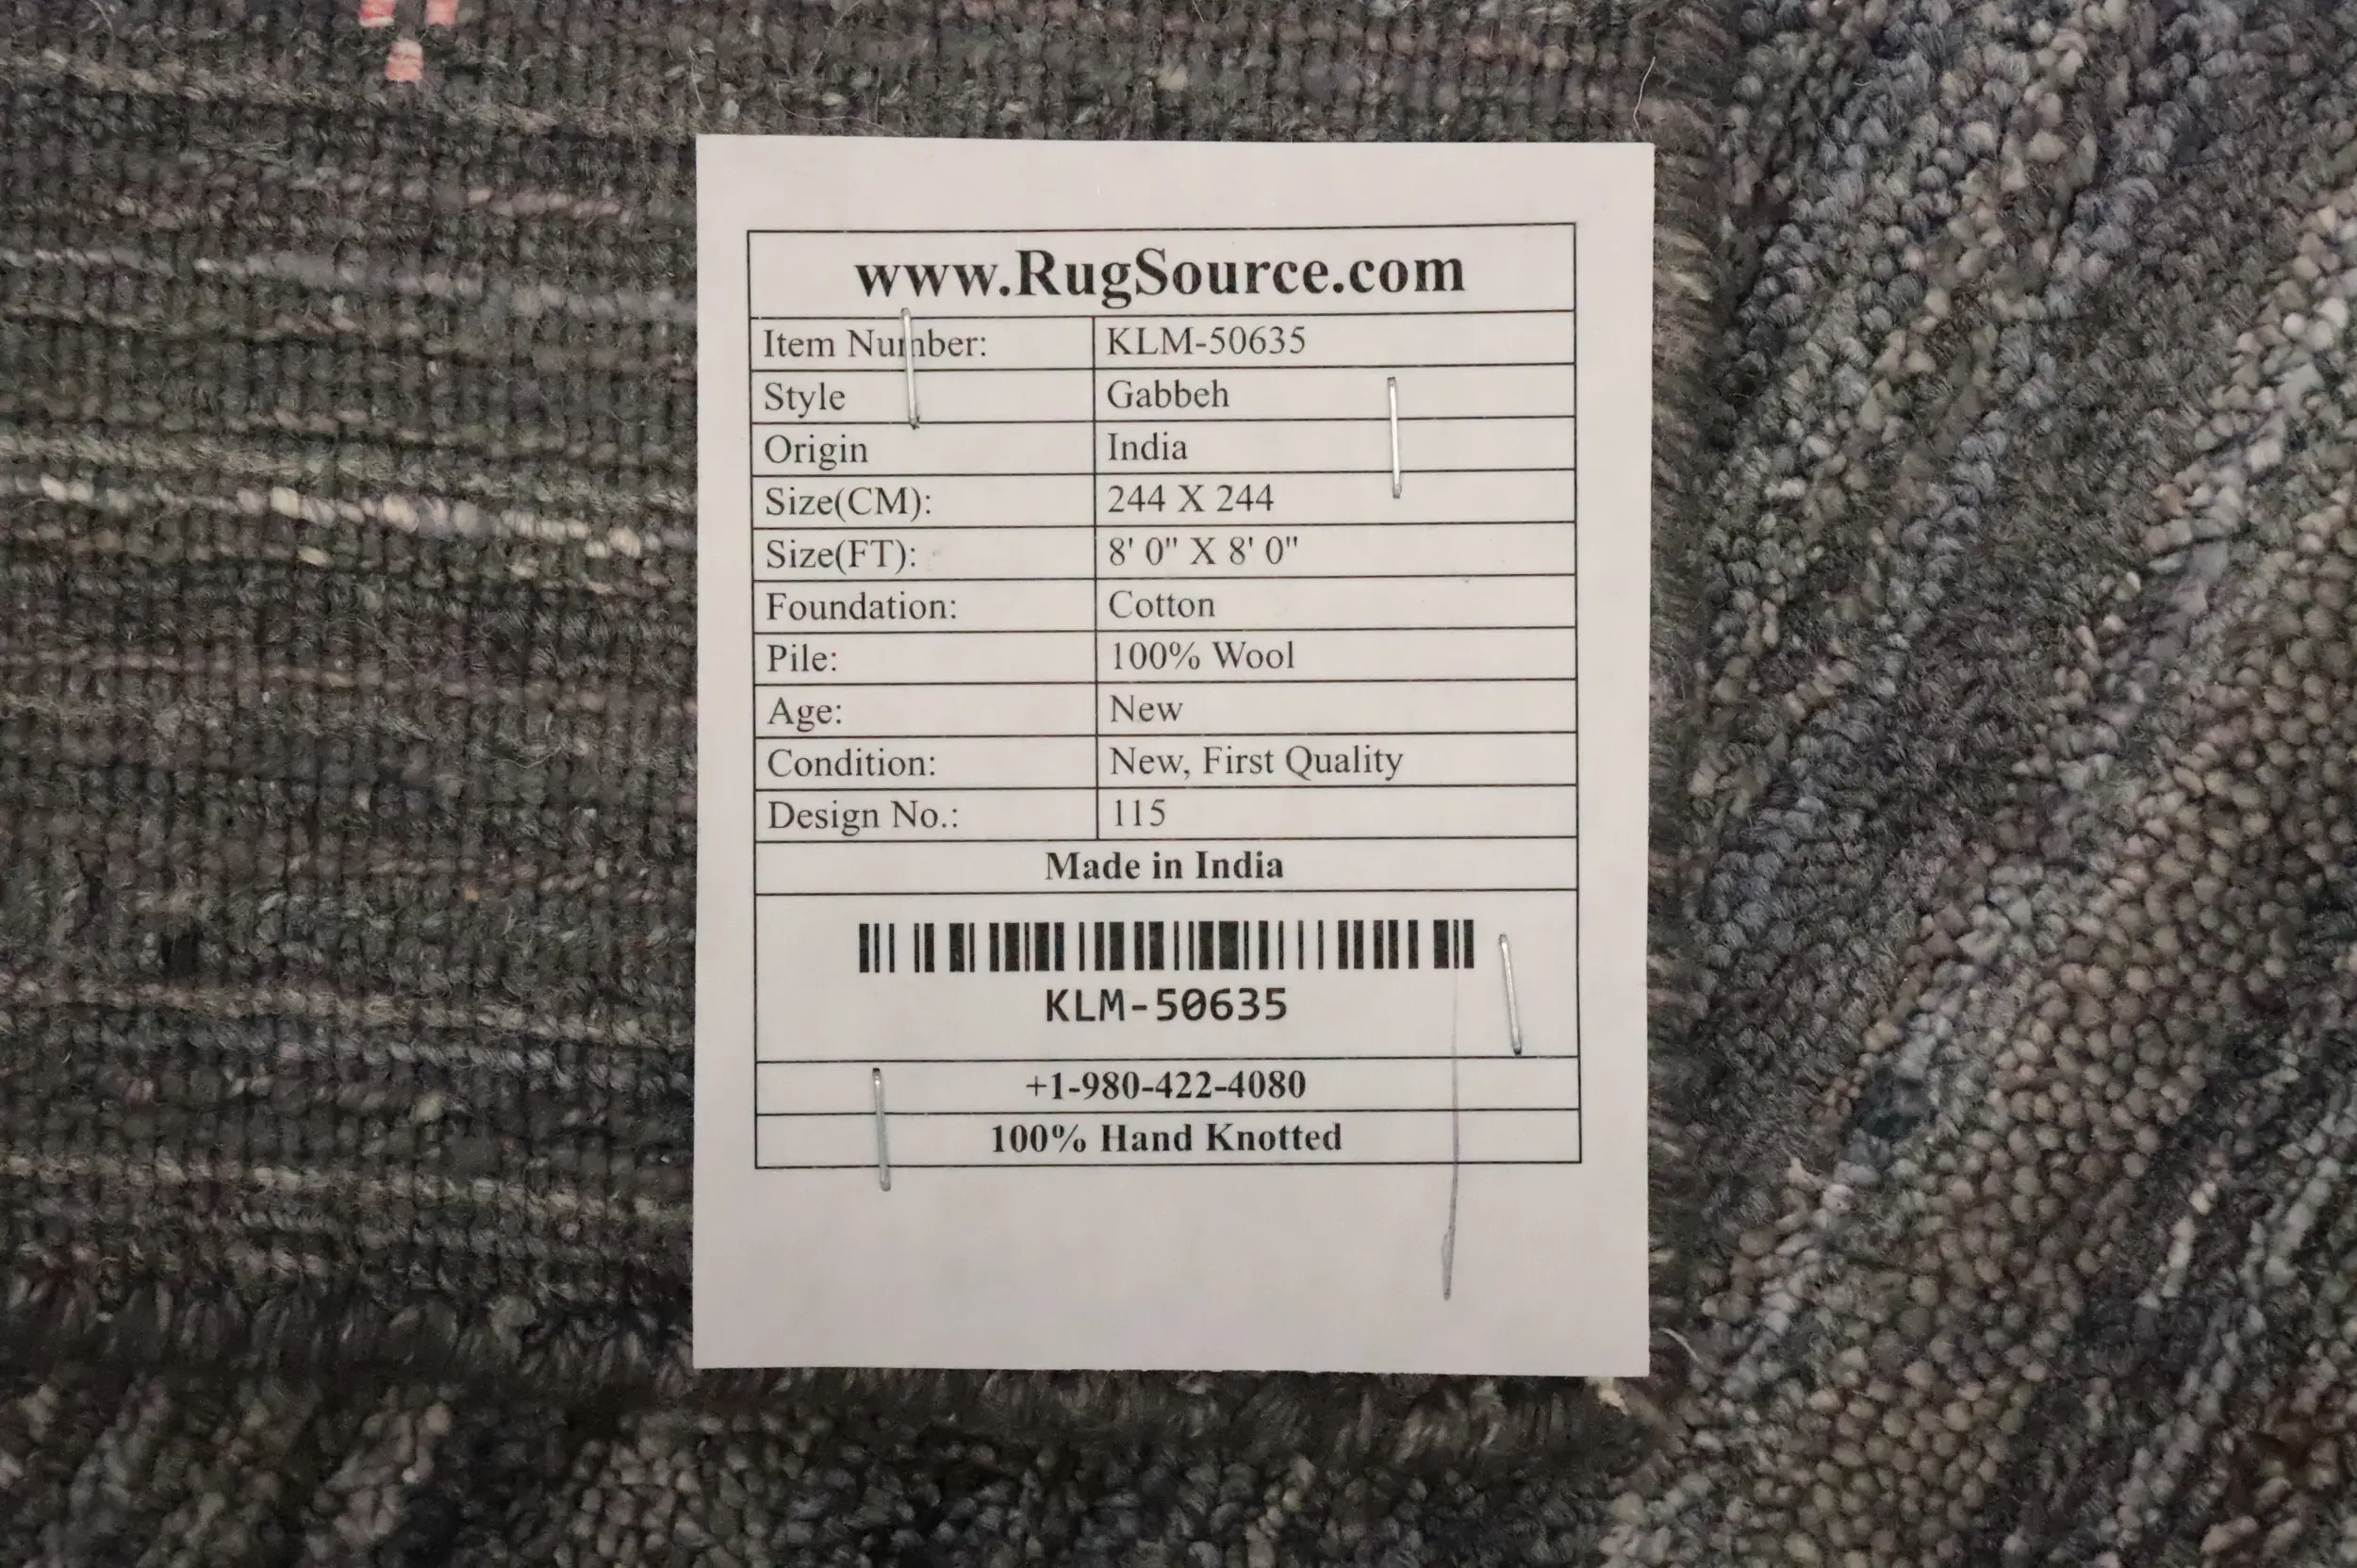 www.RugSource.com
Item Number: KLM-50635
Style Gabbeh
Origin India
Size(CM): 244 X 244
Size(FT): 8' 0" X 8' 0"
Foundation: Cotton
Pile: 100% Wool
Age: New
Condition: New, First Quality
Design No.: 115
Made in India
KLM-50635
+1-980-422-4080
100% Hand Knotted